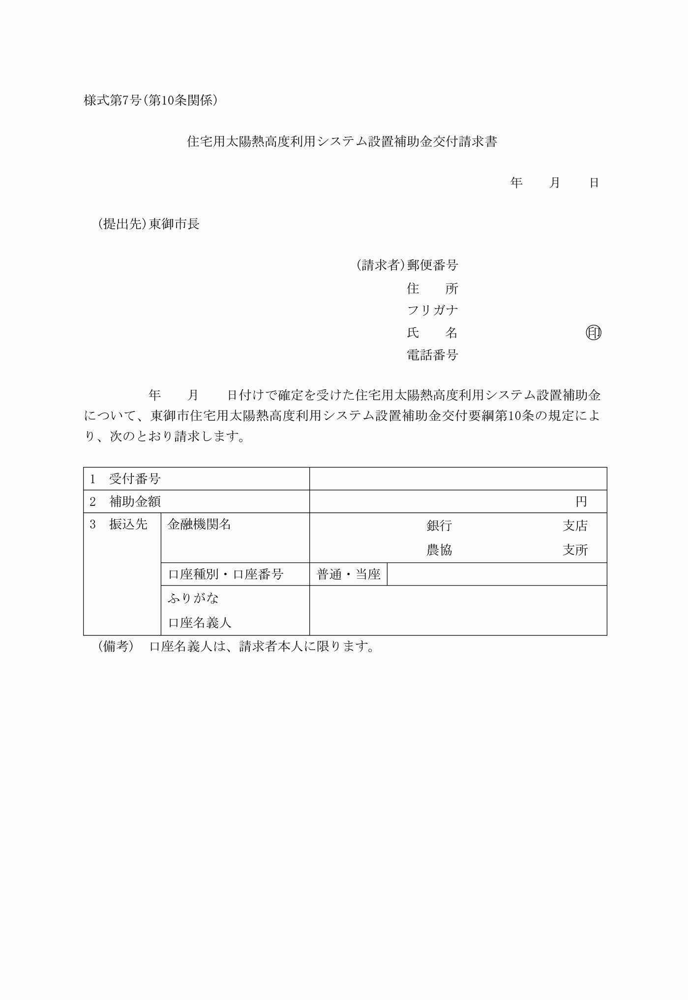 様式第7号(第10条関係)
住宅用太陽熱高度利用システム設置補助金交付請求書
年　　月　　日
(提出先)東御市長
(請求者)郵便番号
住　　所
フリガナ
氏　　名　　　　　　　　　　㊞
電話番号
年　　月　　日付けで確定を受けた住宅用太陽熱高度利用システム設置補助金
について、東御市住宅用太陽熱高度利用システム設置補助金交付要綱第10条の規定によ
り、次のとおり請求します。
1　受付番号
2　補助金額　　　　円
3　振込先　金融機関名　　　　銀行　　　　支店
農協　　　　支所
口座種別・口座番号　普通・当座
ふりがな
口座名義人
(備考)　口座名義人は、請求者本人に限ります。